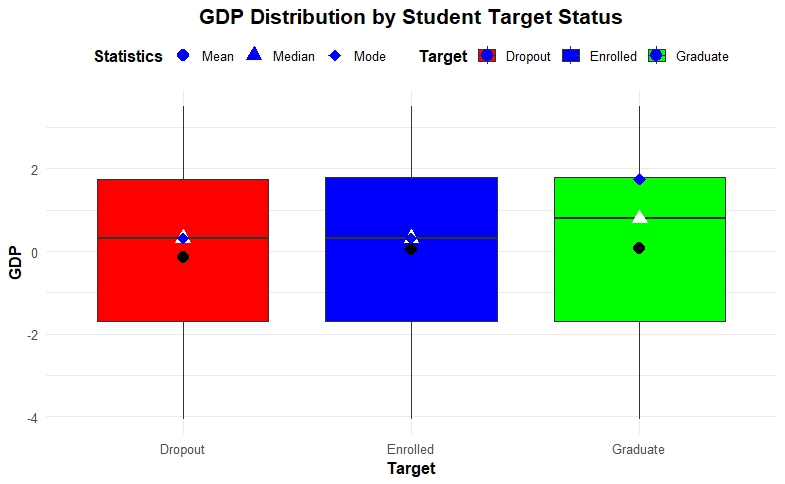 GDP Distribution by Student Target Status
Statistics Mean Median Mode Target Dropout Enrolled Graduate
2
0
-2
-4
GDP
Dropout Enrolled Graduate
Target